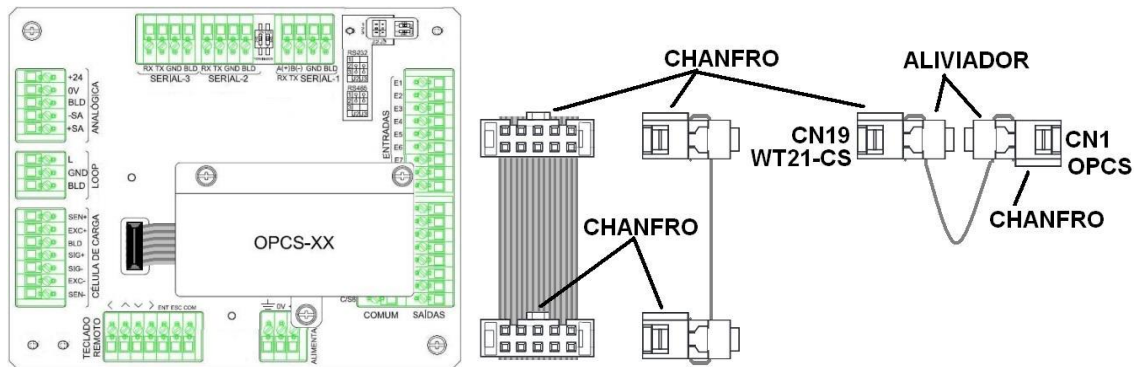 RX TX GND BLD
SERIAL-3
RX TX GND BLD
SERIAL-2
A(+)B(-) GND BLD
RX TX SERIAL-1
RS232
RS485
+24
0V
BLD
-SA
+SA
ANALÓGICA
L
GND
BLD
LOOP
SEN+
EXC+
BLD
SIG+
SIG-
EXC-
SEN-
CÉLULA DE CARGA
E1
E2
E3
E4
E5
E6
E7
ENTRADAS
OPCS-XX
C/S8
COMUM
SAÍDAS
ENT ESC COM
TECLADO
REMOTO
0V
ALIMENTA
CHANFRO
CHANFRO
ALIVIADOR
CN19
WT21-CS
CN1
OPCS
CHANFRO